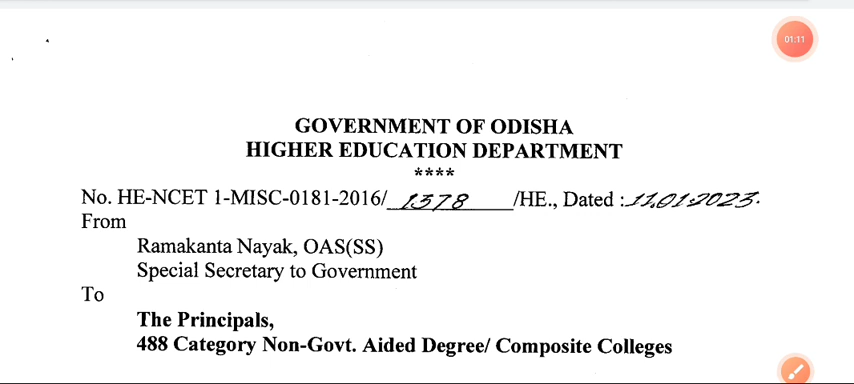 01:11
GOVERNMENT OF ODISHA
HIGHER EDUCATION DEPARTMENT
****
No. HE-NCET 1-MISC-0181-2016/ 1378 /HE., Dated : 11.01.2023.
From
Ramakanta Nayak, OAS(SS)
Special Secretary to Government
To
The Principals,
488 Category Non-Govt. Aided Degree/ Composite Colleges